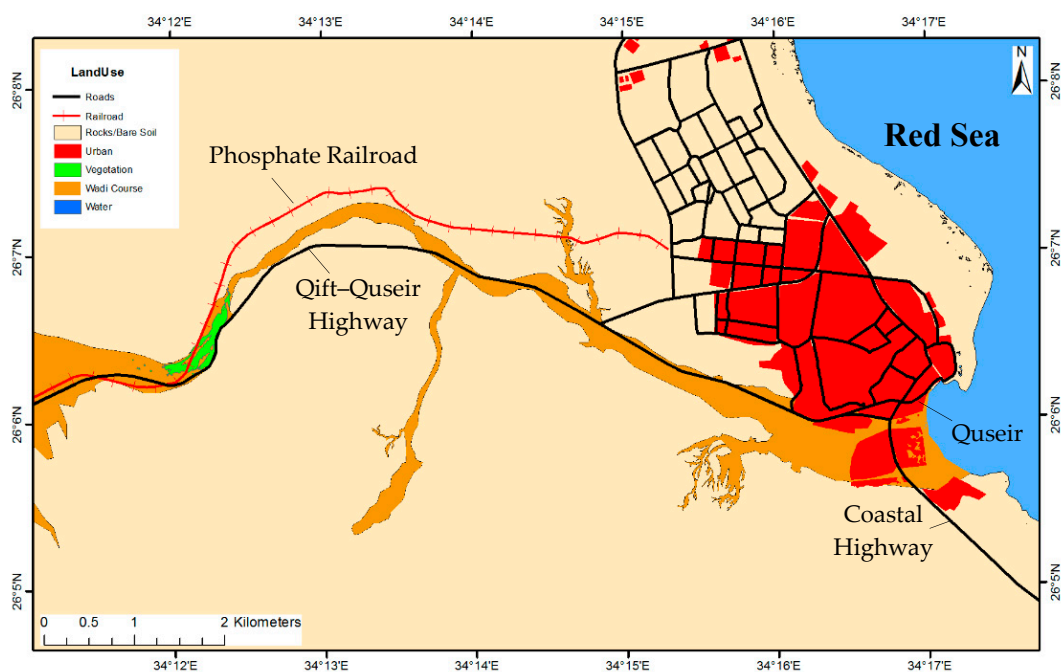 34°12'E 34°13'E 34°14'E 34°15'E 34°16'E 34°17'E
LandUse
Roads
Railroad
Rocks/Bare Soil
Urban
Vegetation
Wadi Course
Water
N
26°8'N
26°8'N
Red Sea
Phosphate Railroad
26°7'N
26°7'N
Qift–Quseir
Highway
26°6'N
26°6'N
Quseir
Coastal
Highway
26°5'N
26°5'N
0 0.5 1 2 Kilometers
34°12'E 34°13'E 34°14'E 34°15'E 34°16'E 34°17'E